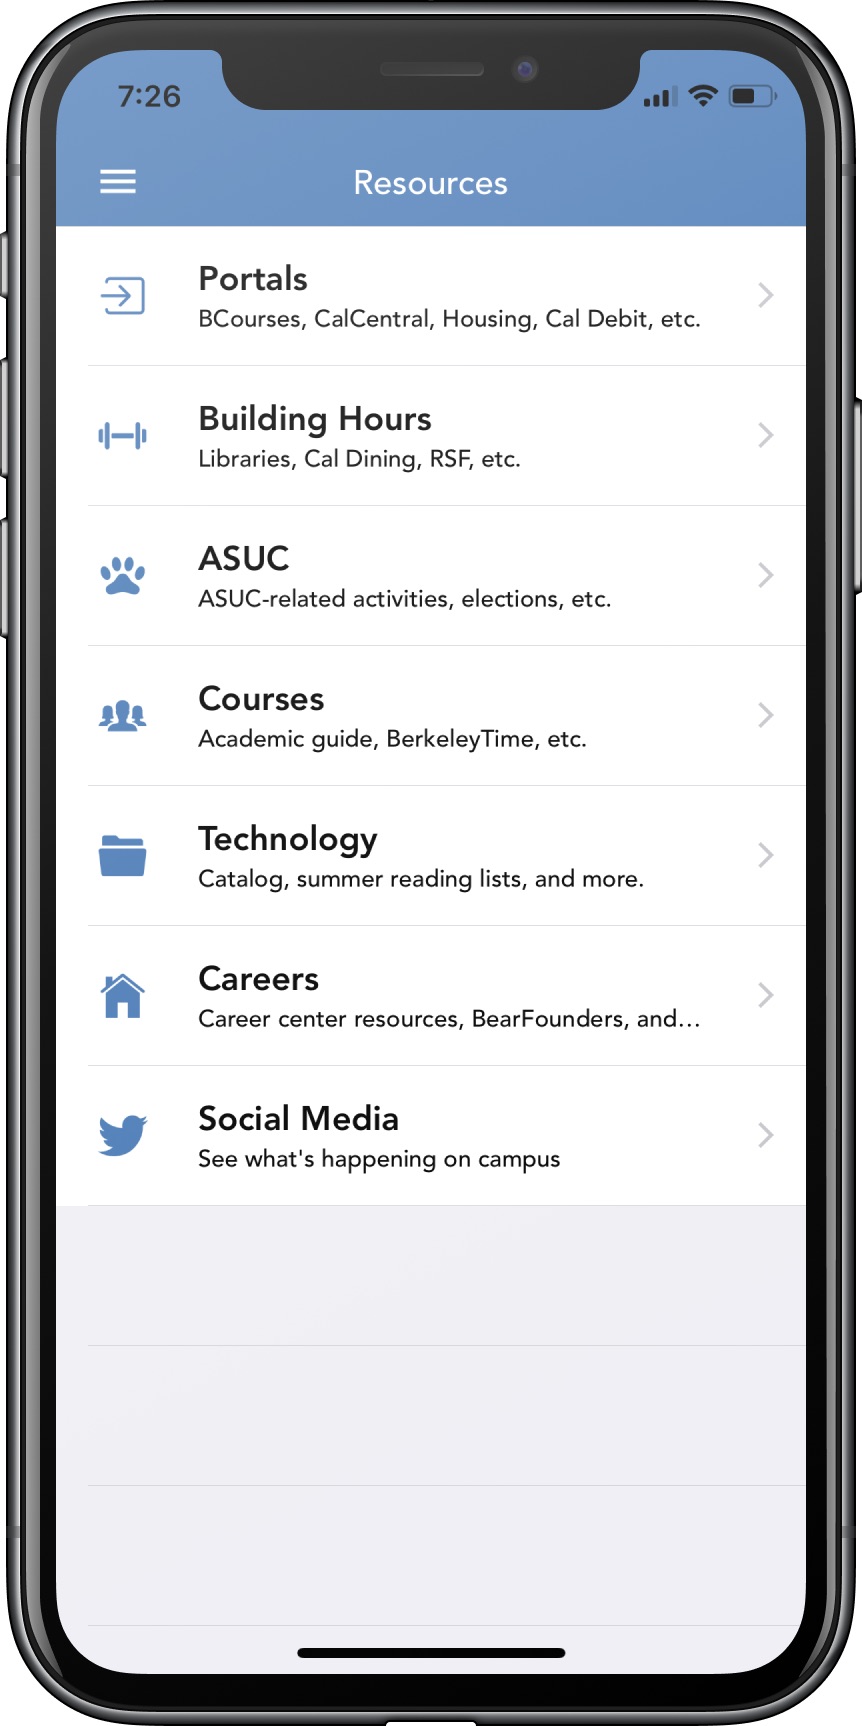 7:26
Resources
Portals
BCourses, CalCentral, Housing, Cal Debit, etc.
Building Hours
Libraries, Cal Dining, RSF, etc.
ASUC
ASUC-related activities, elections, etc.
Courses
Academic guide, BerkeleyTime, etc.
Technology
Catalog, summer reading lists, and more.
Careers
Career center resources, BearFounders, and...
Social Media
See what's happening on campus